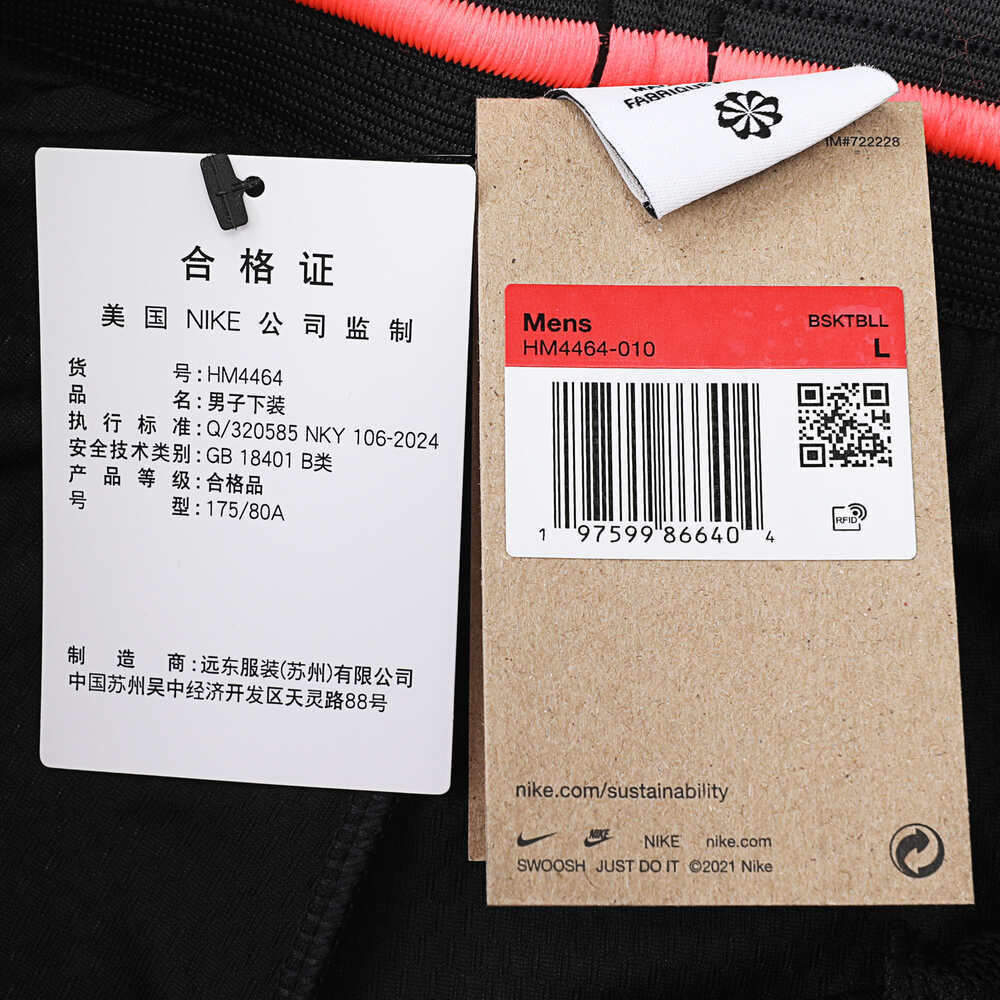 合格证
美国 NIKE 公司监制
货号:HM4464
品名:男子下装
执行标准:Q/320585 NKY 106-2024
安全技术类别:GB 18401 B类
产品等级:合格品
号型:175/80A
制造商:远东服装(苏州)有限公司
中国苏州吴中经济开发区天灵路88号
FABRIQUÉ
IM#722228
Mens
BSKTBLL
HM4464-010
L
1 97599 86640 4
RFID
nike.com/sustainability
NIKE NIKE nike.com
SWOOSH JUST DO IT ©2021 Nike